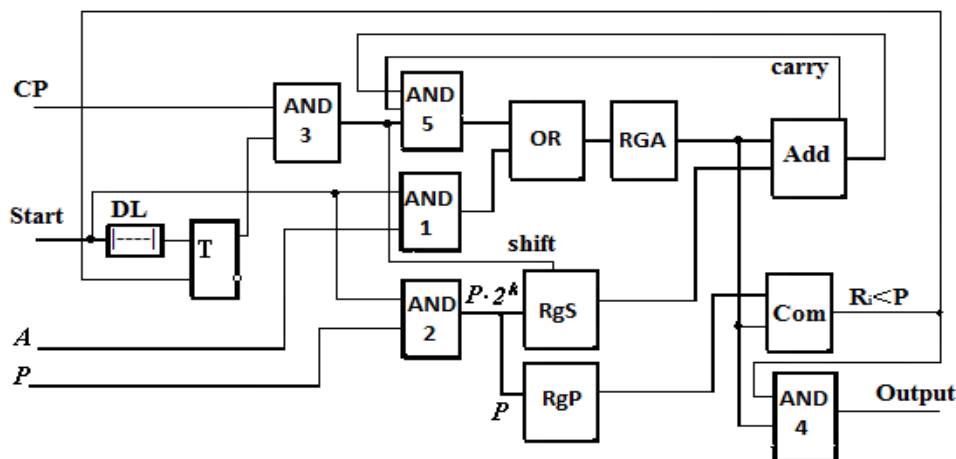 carry
CP
AND
3
AND
5
OR
RGA
Add
Start
DL
|----|
T
AND
1
shift
A
P
AND
2
P·2^k
RgS
P
RgP
Com
Rᵢ<P
AND
4
Output